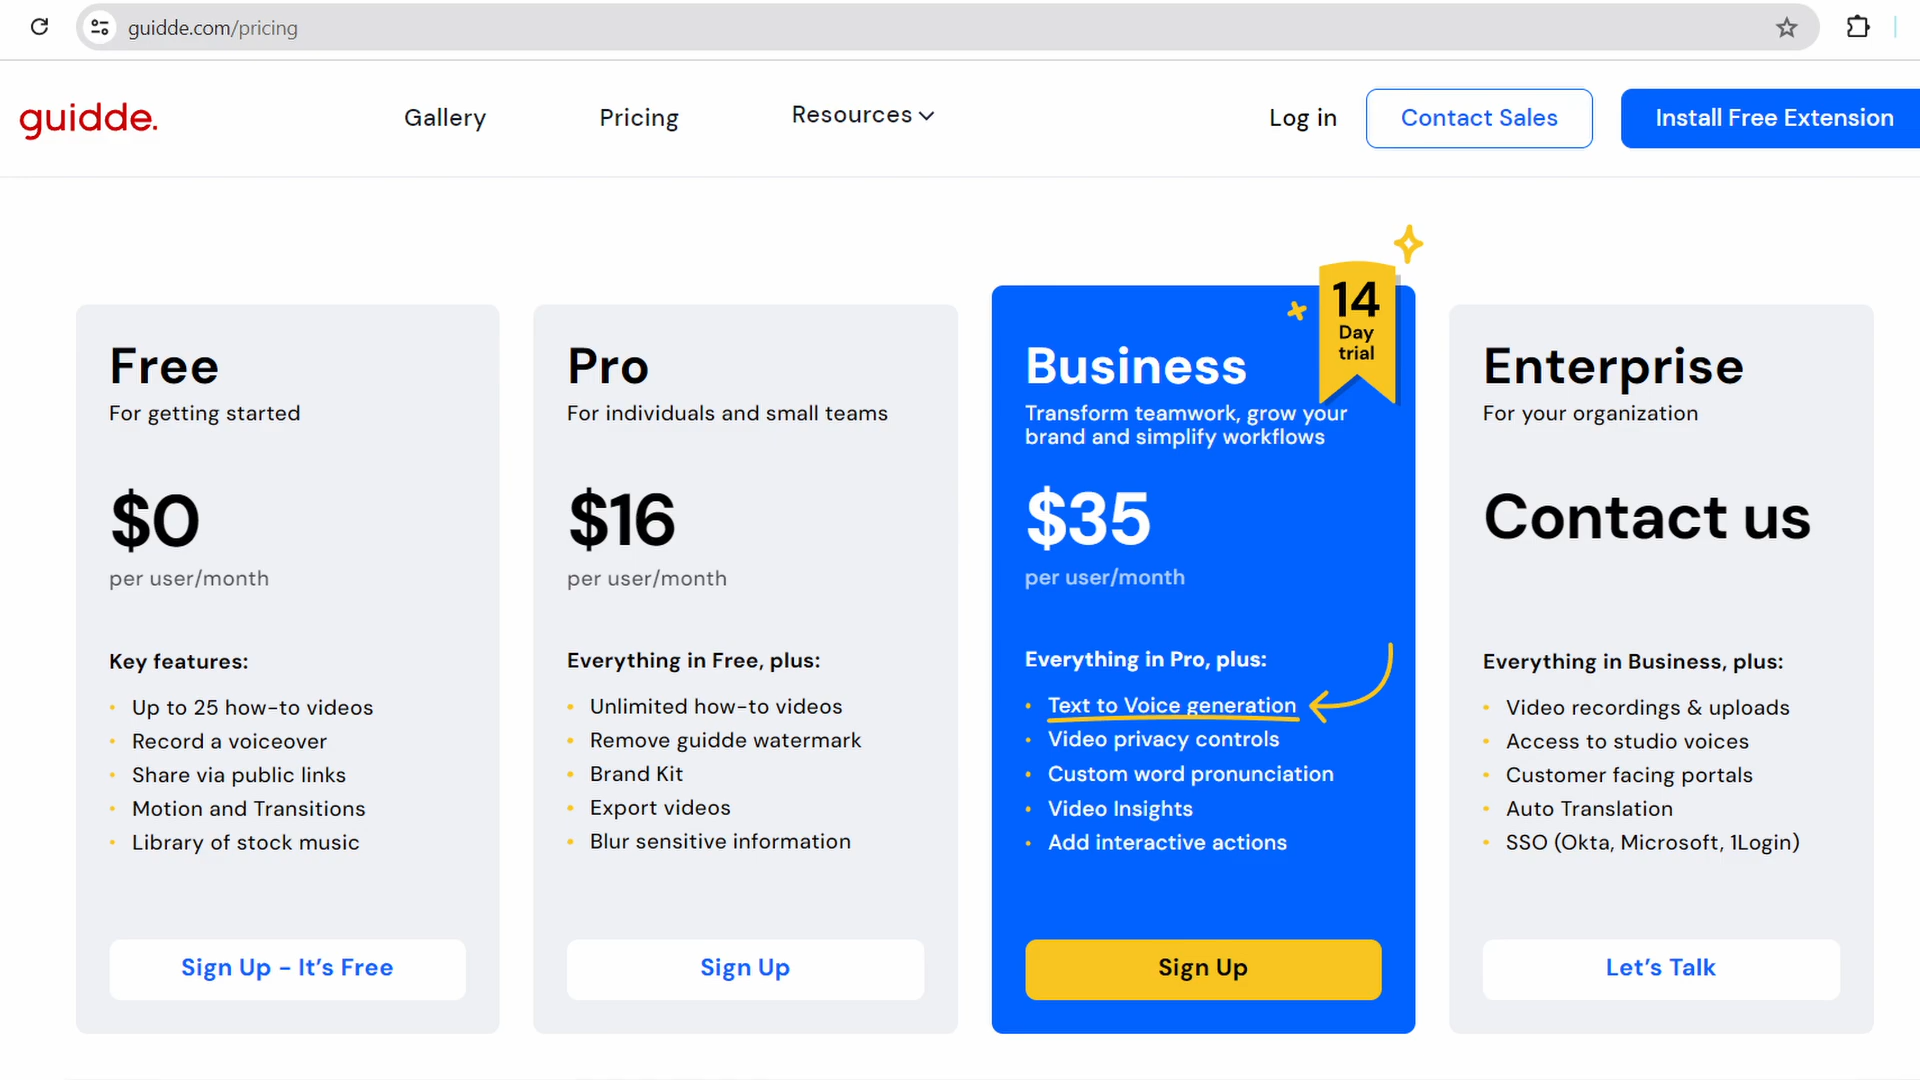 guidde.com/pricing
guidde.
Gallery
Pricing
Resources
Log in
Contact Sales
Install Free Extension
Free
For getting started
$0
per user/month
Key features:
• Up to 25 how-to videos
• Record a voiceover
• Share via public links
• Motion and Transitions
• Library of stock music
Sign Up - It's Free
Pro
For individuals and small teams
$16
per user/month
Everything in Free, plus:
• Unlimited how-to videos
• Remove guidde watermark
• Brand Kit
• Export videos
• Blur sensitive information
Sign Up
14
Day
trial
Business
Transform teamwork, grow your
brand and simplify workflows
$35
per user/month
Everything in Pro, plus:
• Text to Voice generation
• Video privacy controls
• Custom word pronunciation
• Video Insights
• Add interactive actions
Sign Up
Enterprise
For your organization
Contact us
Everything in Business, plus:
• Video recordings & uploads
• Access to studio voices
• Customer facing portals
• Auto Translation
• SSO (Okta, Microsoft, 1Login)
Let's Talk